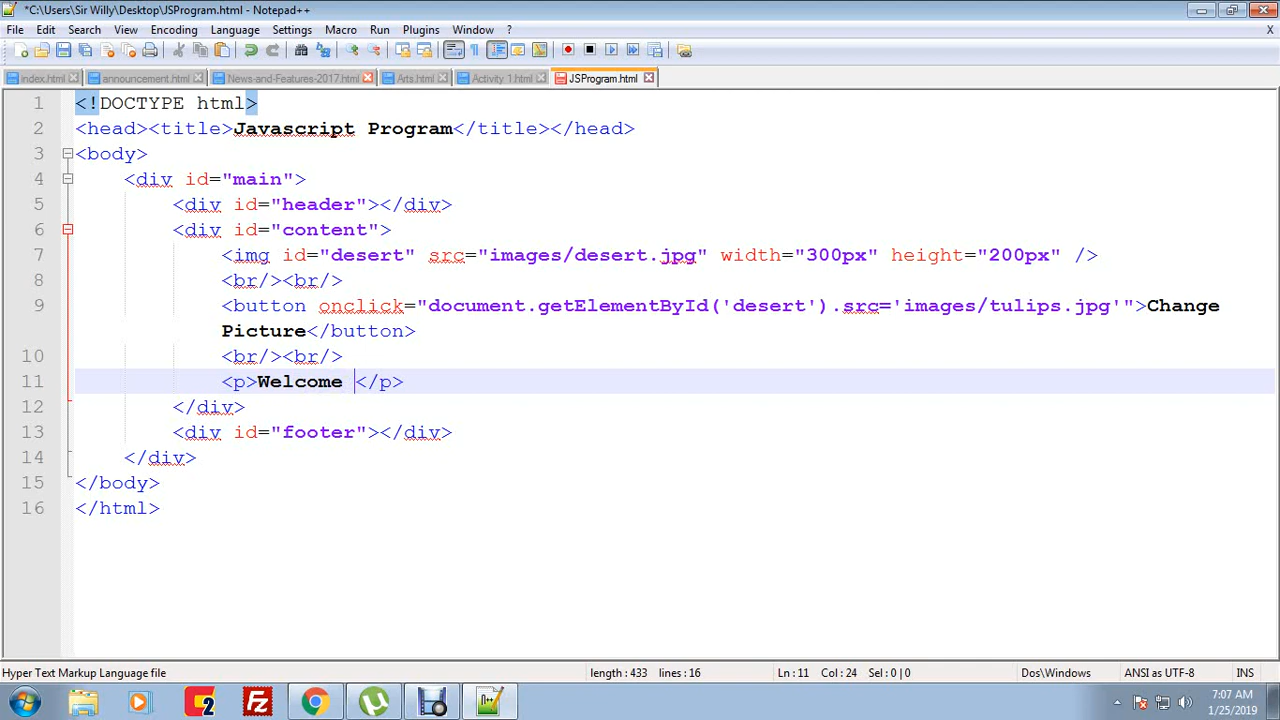 *C:\Users\Sir Willy\Desktop\JSProgram.html - Notepad++
File Edit Search View Encoding Language Settings Macro Run Plugins Window ? X
index.html announcement.html News-and-Features-2017.html Arts.html Activity 1.html JSProgram.html
1 <!DOCTYPE html>
2 <head><title>Javascript Program</title></head>
3 <body>
4 <div id="main">
5 <div id="header"></div>
6 <div id="content">
7 <img id="desert" src="images/desert.jpg" width="300px" height="200px" />
8 <br/><br/>
9 <button onclick="document.getElementById('desert').src='images/tulips.jpg'">Change
Picture</button>
10 <br/><br/>
11 <p>Welcome </p>
12 </div>
13 <div id="footer"></div>
14 </div>
15 </body>
16 </html>
Hyper Text Markup Language file length : 433 lines : 16 Ln : 11 Col : 24 Sel : 0 | 0 Dos\Windows ANSI as UTF-8 INS
7:07 AM
1/25/2019